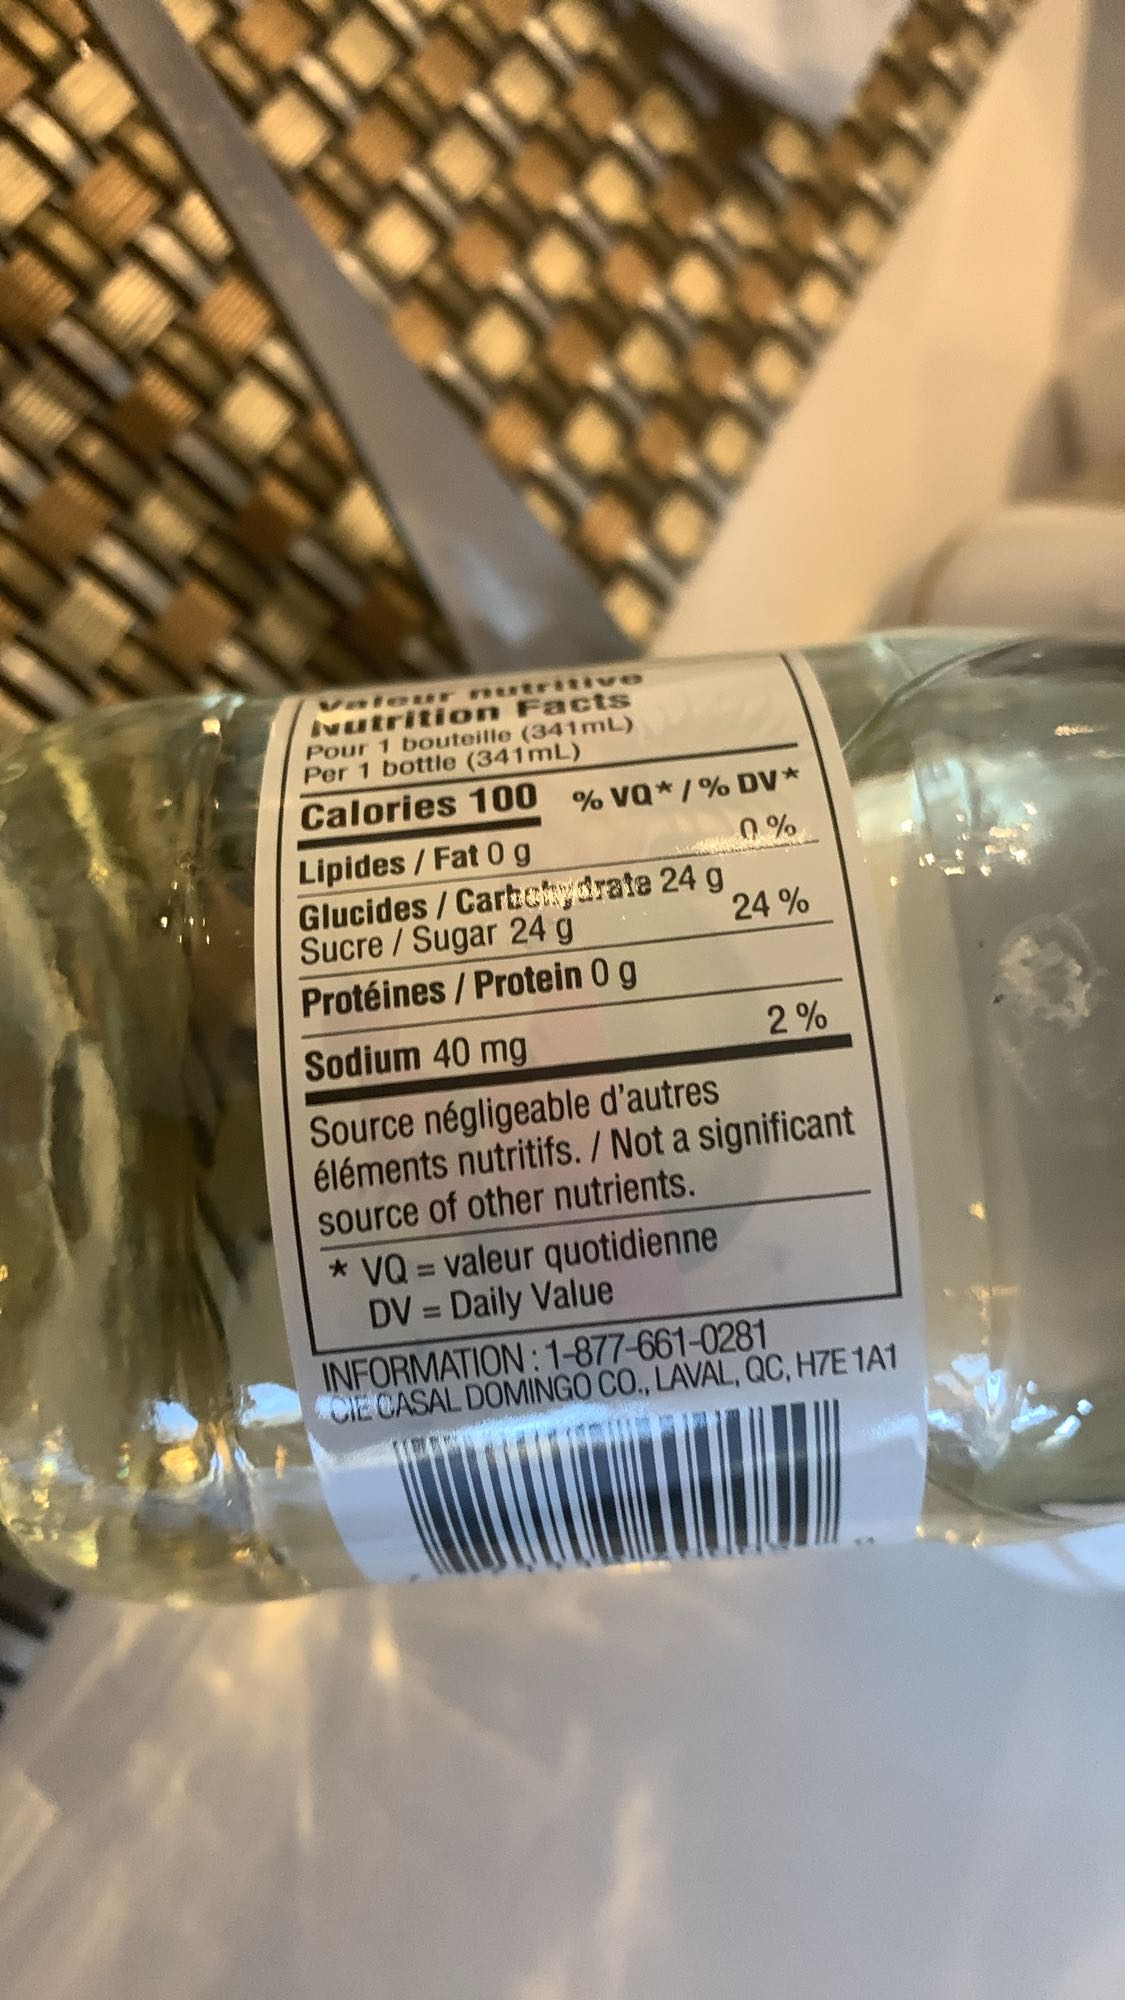 Valeur nutritive
Nutrition Facts
Pour 1 bouteille (341mL)
Per 1 bottle (341mL)
Calories 100 % VQ* / % DV*
Lipides / Fat 0 g 0 %
Glucides / Carbohydrate 24 g
Sucre / Sugar 24 g 24 %
Protéines / Protein 0 g
Sodium 40 mg 2 %
Source négligeable d'autres
éléments nutritifs. / Not a significant
source of other nutrients.
* VQ = valeur quotidienne
DV = Daily Value
INFORMATION : 1-877-661-0281
CIE CASAL DOMINGO CO., LAVAL, QC, H7E 1A1